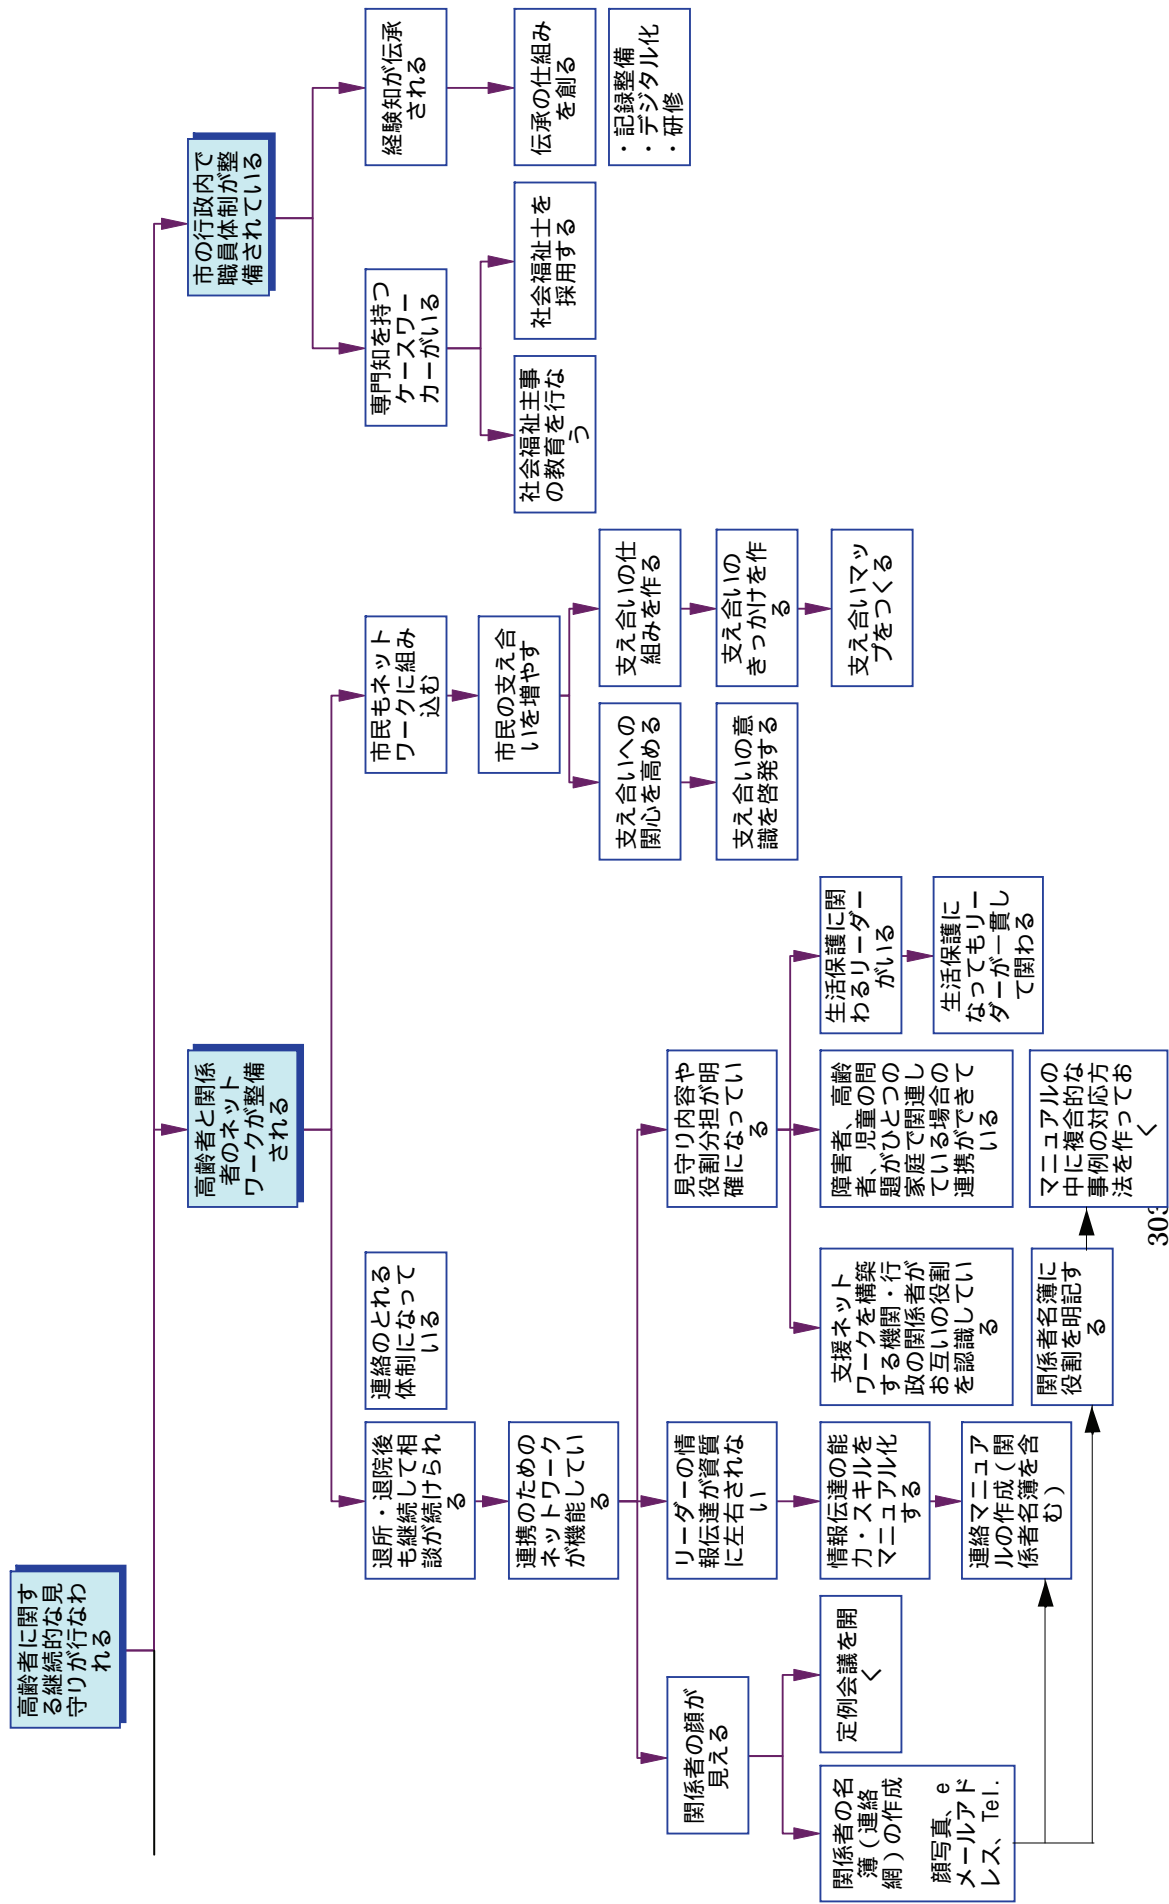 高齢者に関す
る継続的な見
守りが行なわ
れる
高齢者と関係
者のネット
ワークが整備
される
市の行政内で
職員体制が整
備されている
退所・退院後
も継続して相
談が続けられ
る
連絡のとれる
体制になって
いる
市民もネット
ワークに組み
込む
専門知を持つ
ケースワー
カーがいる
経験知が伝承
される
連携のための
ネットワーク
が機能してい
る
市民の支え合
いを増やす
社会福祉主事
の教育を行な
う
社会福祉士を
採用する
伝承の仕組み
を創る
・記録整備
・デジタル化
・研修
支え合いへの
関心を高める
支え合いの仕
組みを作る
関係者の顔が
見える
リーダーの情
報伝達が資質
に左右されな
い
見守り内容や
役割分担が明
確になってい
る
支え合いの意
識を啓発する
支え合いの
きっかけを作
る
関係者の名
簿（連絡
網）の作成
顔写真、e
メールアド
レス、Tel.
定例会議を開
く
情報伝達の能
力・スキルを
マニュアル化
する
支援ネット
ワークを構築
する機関・行
政の関係者が
お互いの役割
を認識してい
る
障害者、高齢
者、児童の問
題がひとつの
家庭で関連し
ている場合の
連携ができて
いる
生活保護に関
わるリーダー
がいる
支え合いマッ
プをつくる
連絡マニュア
ルの作成（関
係者名簿を含
む）
関係者名簿に
役割を明記す
る
マニュアルの
中に複合的な
事例の対応方
法を作ってお
く
生活保護に
なってもリー
ダーが一貫し
て関わる
303